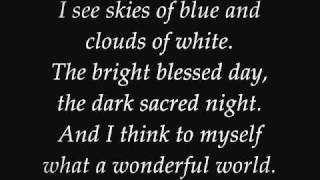 I see skies of blue and
clouds of white.
The bright blessed day,
the dark sacred night.
And I think to myself
what a wonderful world.